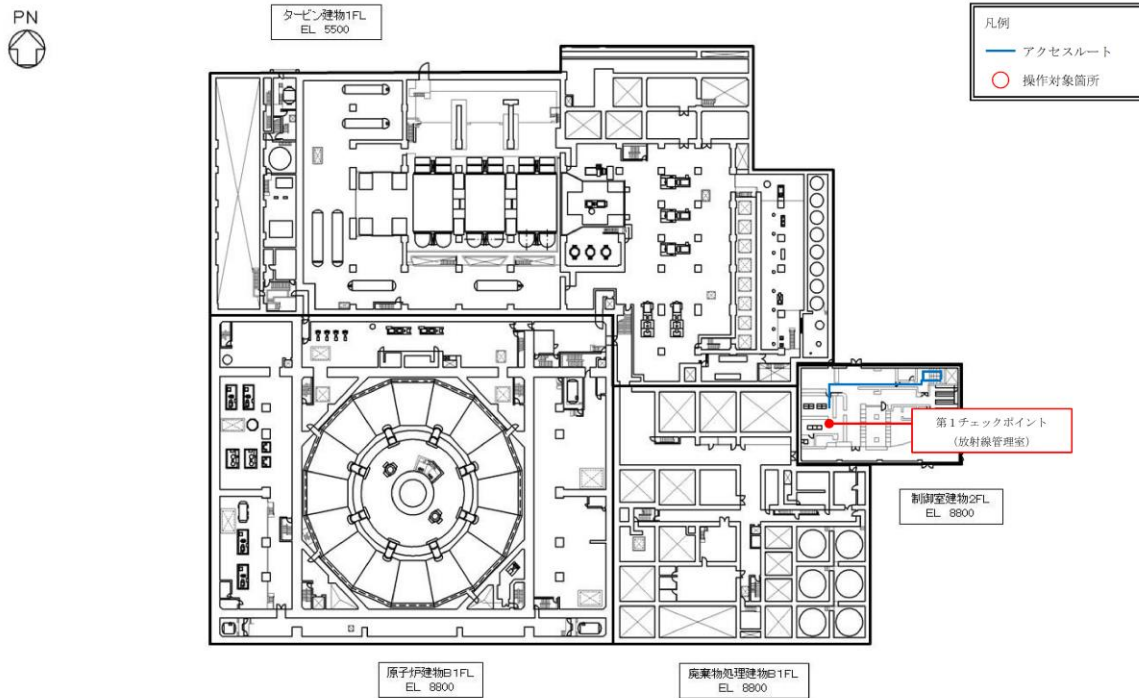 PN
タービン建物1FL
EL 5500
凡例
アクセスルート
操作対象箇所
第1チェックポイント
(放射線管理室)
制御室建物2FL
EL 8800
原子炉建物B1FL
EL 8800
廃棄物処理建物B1FL
EL 8800